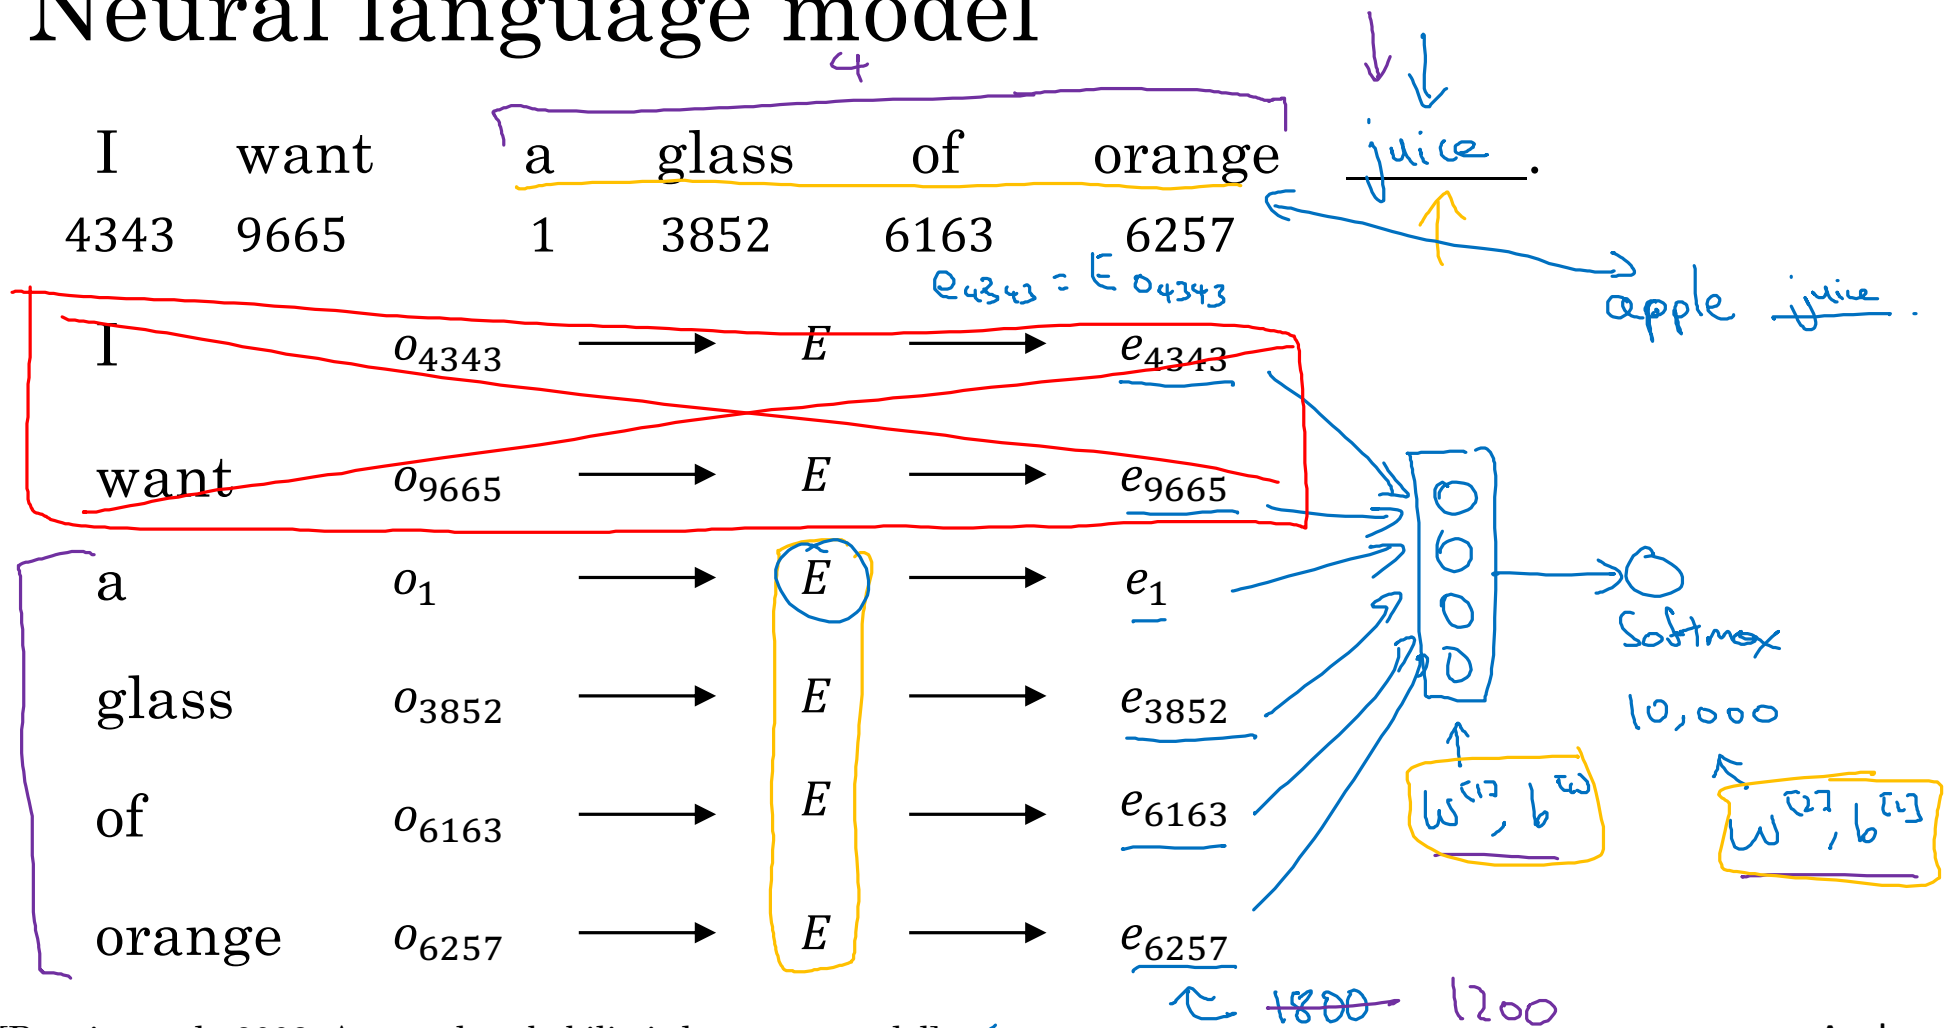 Neural language model
4
I want a glass of orange juice .
4343 9665 1 3852 6163 6257
e4343 = E o4343
apple juice .
I o4343 → E → e4343
want o9665 → E → e9665
a o1 → E → e1
glass o3852 → E → e3852
of o6163 → E → e6163
orange o6257 → E → e6257
Softmax
10,000
W[1], b[1]
W[2], b[2]
1800 1200